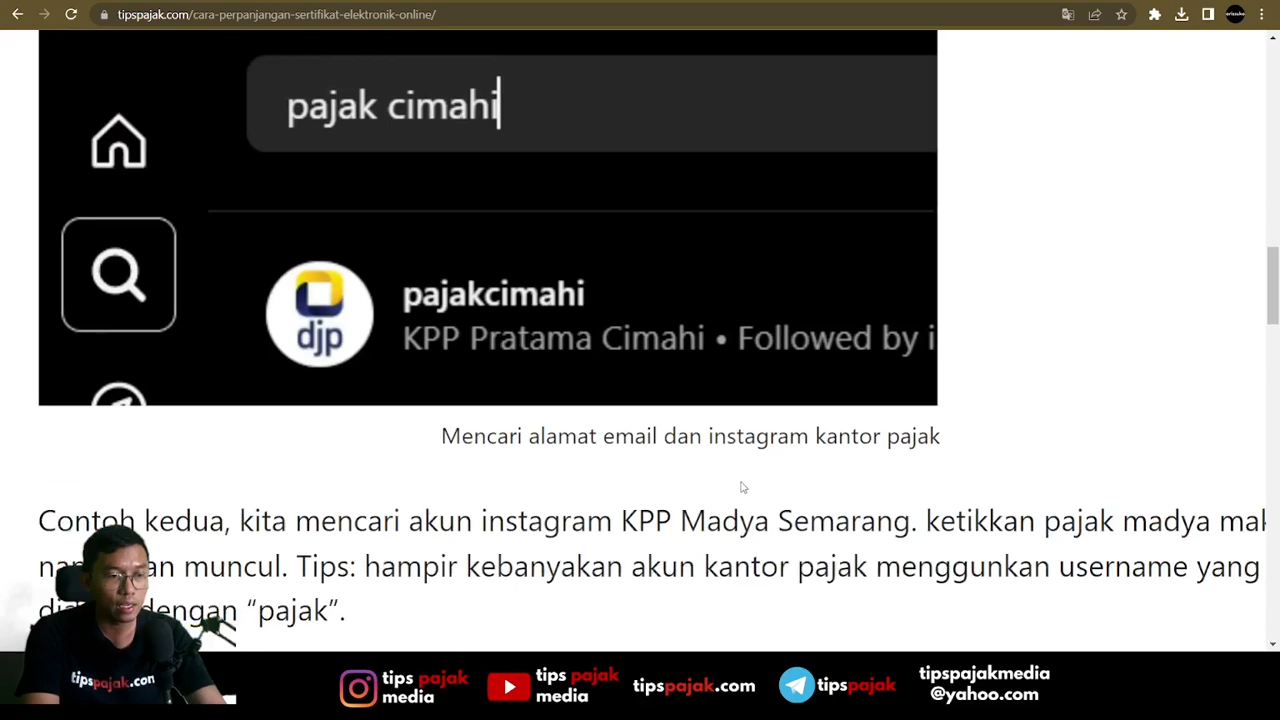 tipspajak.com/cara-perpanjangan-sertifikat-elektronik-online/
erissuko
pajak cimahi
djp
pajakcimahi
KPP Pratama Cimahi • Followed by i
Mencari alamat email dan instagram kantor pajak
Contoh kedua, kita mencari akun instagram KPP Madya Semarang. ketikkan pajak madya mak
an muncul. Tips: hampir kebanyakan akun kantor pajak menggunkan username yang
dengan “pajak”.
tipspajak.com
tips pajak media
tips pajak media
tipspajak.com
tipspajak
tipspajakmedia
@yahoo.com